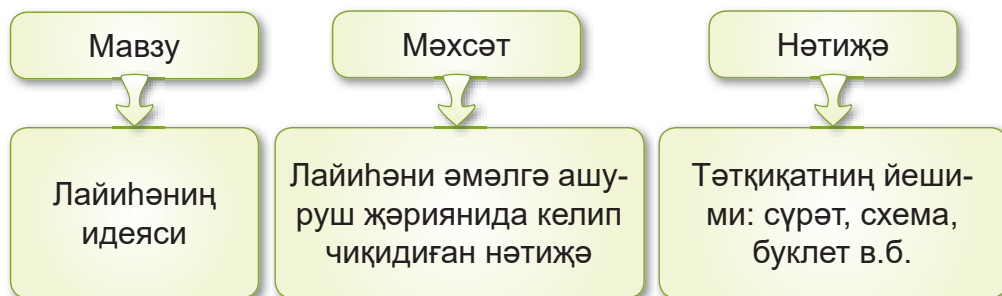 Мавзу
Мәхсәт
Нәтиҗә
Лайиһәниң
идеяси
Лайиһәни әмәлгә ашу-
руш җәриянида келип
чиқидиған нәтиҗә
Тәтқиқатниң йеши-
ми: сүрәт, схема,
буклет в.б.